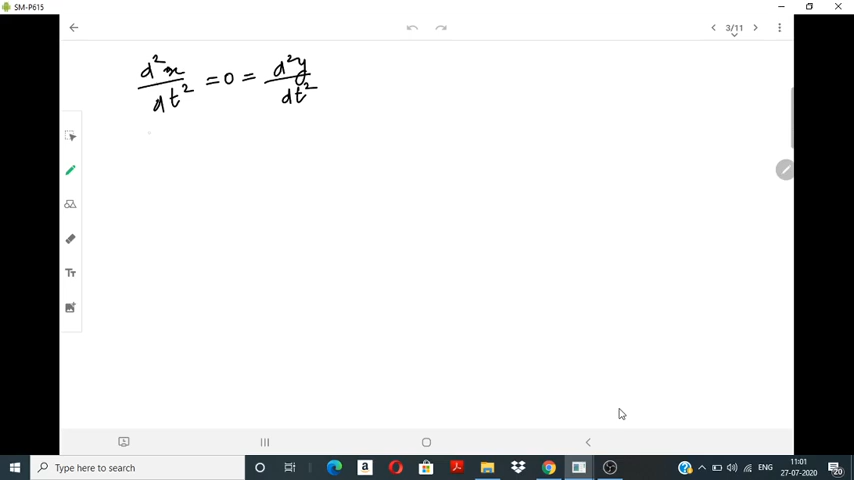 SM-P615
3/11
d²x/dt² = 0 = d²y/dt²
Tт
Type here to search
ENG
11:01
27-07-2020
20